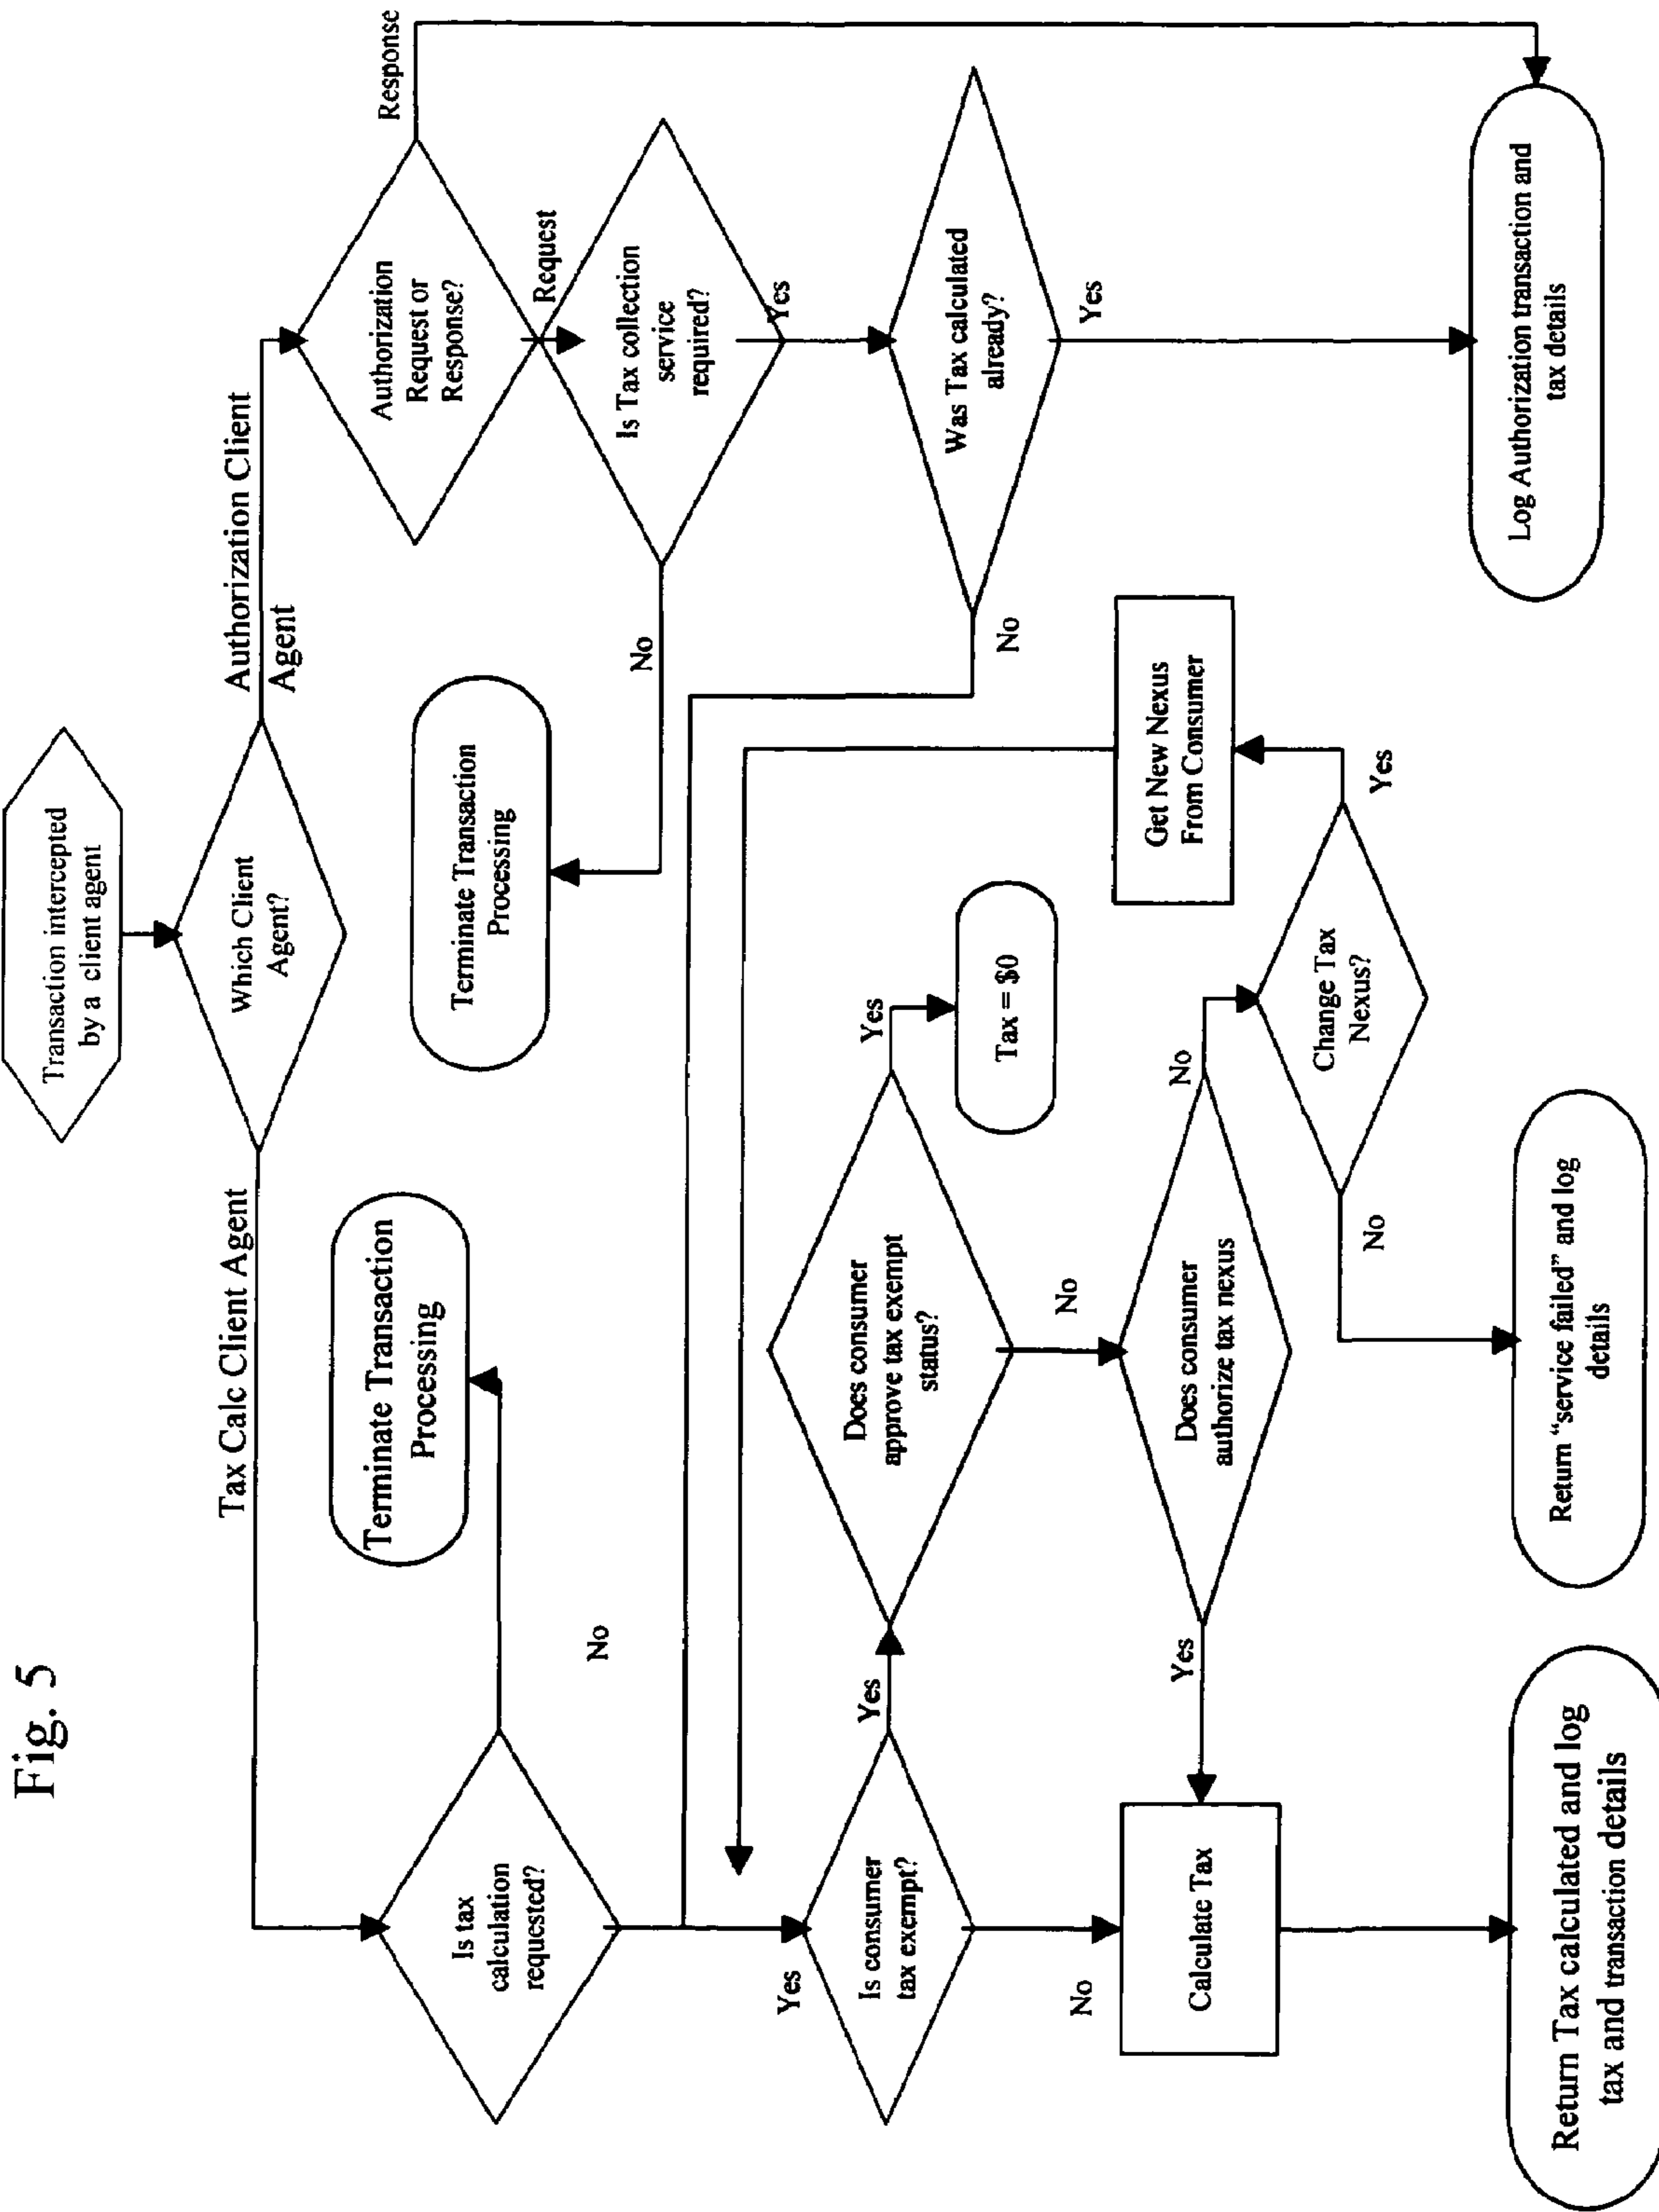 Fig. 5
Transaction intercepted
by a client agent
Which Client
Agent?
Tax Calc Client Agent
Authorization Client
Agent
Is tax
calculation
requested?
No
Terminate Transaction
Processing
Yes
Authorization
Request or
Response?
Response
Request
Is Tax collection
service
required?
No
Terminate Transaction
Processing
Yes
Was Tax calculated
already?
No
Yes
Log Authorization transaction and
tax details
Is consumer
tax exempt?
Yes
No
Does consumer
approve tax exempt
status?
Yes
Tax = $0
No
Does consumer
authorize tax nexus
Yes
No
Change Tax
Nexus?
Yes
Get New Nexus
From Consumer
No
Return “service failed” and log
details
Calculate Tax
Return Tax calculated and log
tax and transaction details